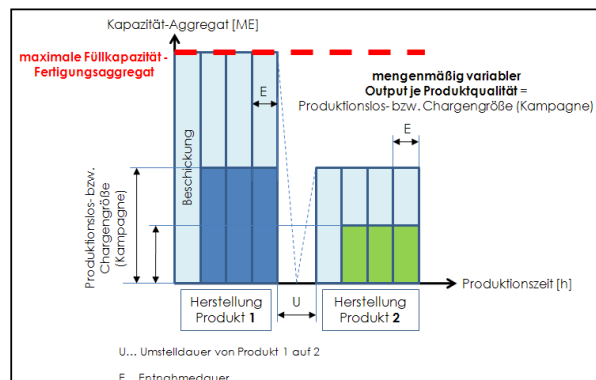 Kapazität-Aggregat [ME]
maximale Füllkapazität -
Fertigungsaggregat
mengenmäßig variabler
Output je Produktqualität =
Produktionslos- bzw. Chargengröße (Kampagne)
E
E
Beschickung
Produktionslos- bzw.
Chargengröße
(Kampagne)
Produktionszeit [h]
Herstellung
Produkt 1
U
Herstellung
Produkt 2
U... Umstelldauer von Produkt 1 auf 2
E Entnahmedauer